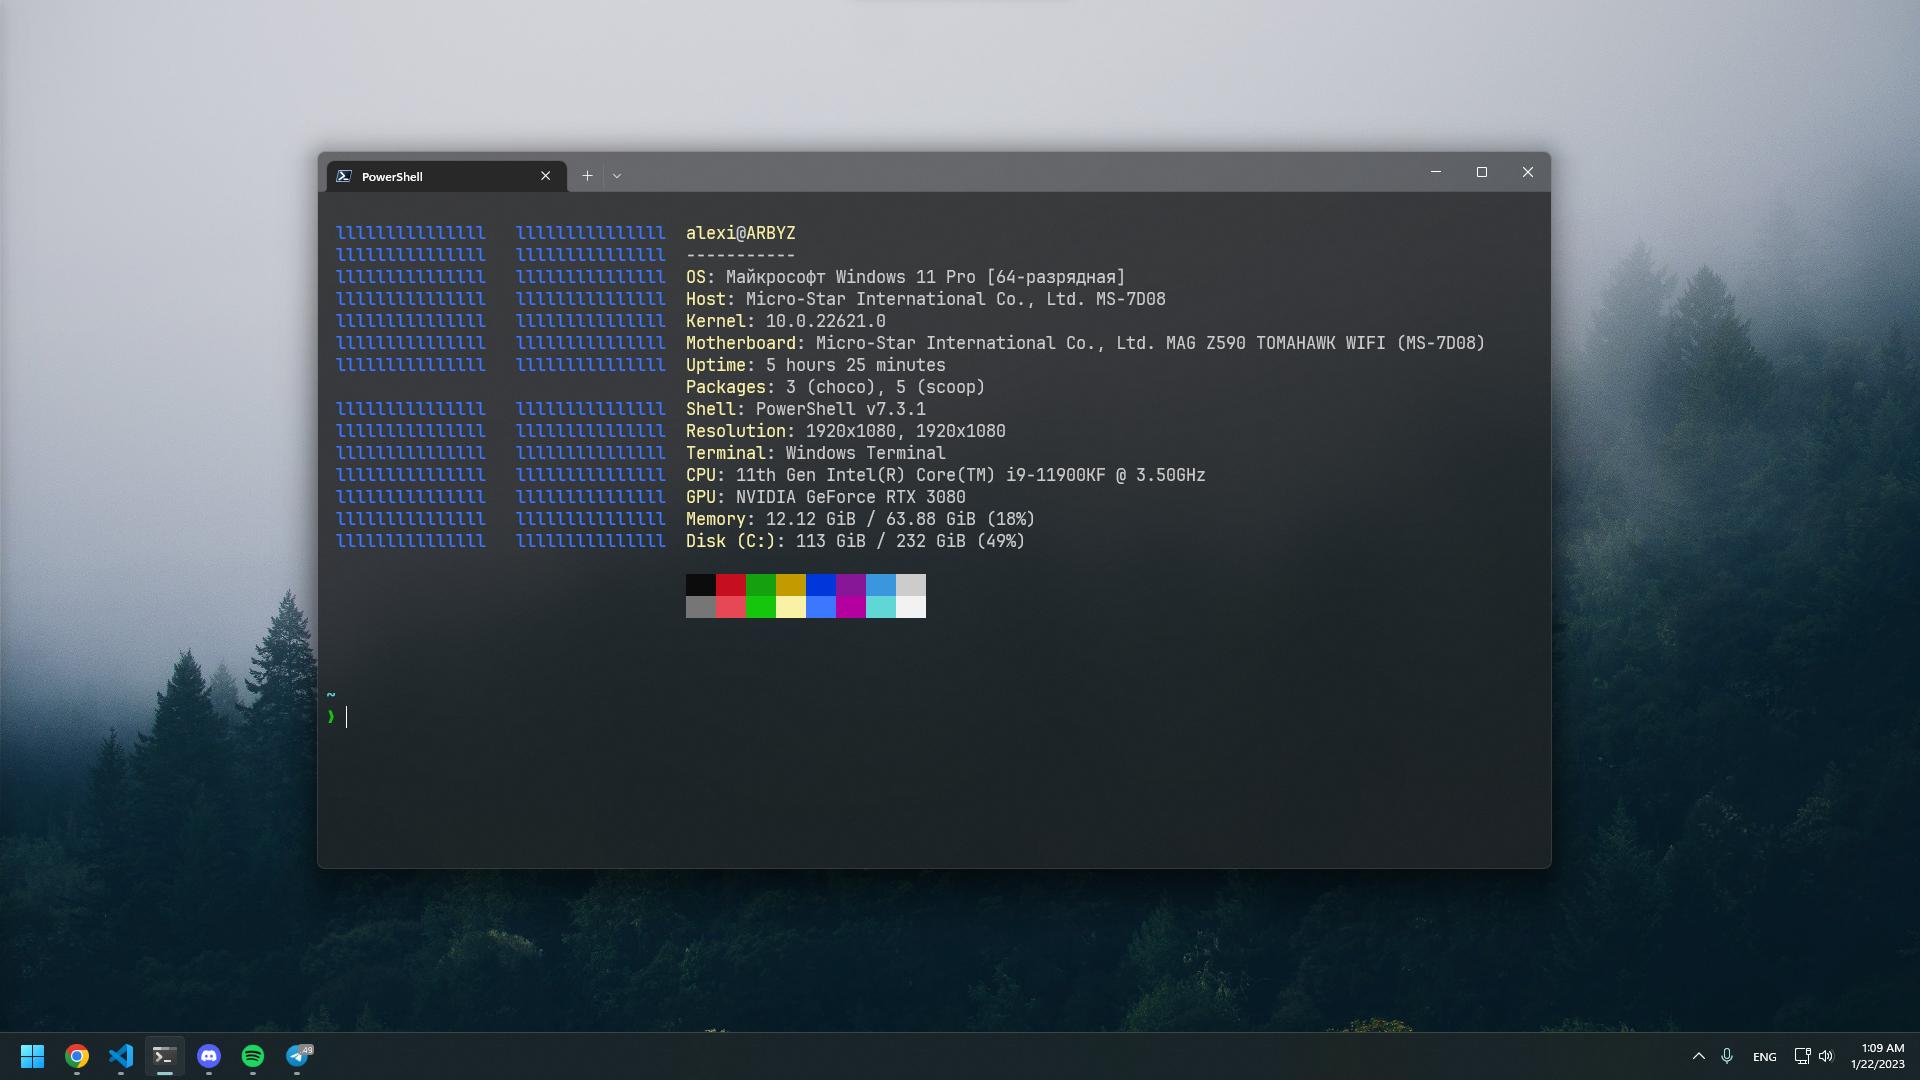 PowerShell
lllllllllllllll   lllllllllllllll  alexi@ARBYZ
lllllllllllllll   lllllllllllllll  -----------
lllllllllllllll   lllllllllllllll  OS: Майкрософт Windows 11 Pro [64-разрядная]
lllllllllllllll   lllllllllllllll  Host: Micro-Star International Co., Ltd. MS-7D08
lllllllllllllll   lllllllllllllll  Kernel: 10.0.22621.0
lllllllllllllll   lllllllllllllll  Motherboard: Micro-Star International Co., Ltd. MAG Z590 TOMAHAWK WIFI (MS-7D08)
lllllllllllllll   lllllllllllllll  Uptime: 5 hours 25 minutes
Packages: 3 (choco), 5 (scoop)
lllllllllllllll   lllllllllllllll  Shell: PowerShell v7.3.1
lllllllllllllll   lllllllllllllll  Resolution: 1920x1080, 1920x1080
lllllllllllllll   lllllllllllllll  Terminal: Windows Terminal
lllllllllllllll   lllllllllllllll  CPU: 11th Gen Intel(R) Core(TM) i9-11900KF @ 3.50GHz
lllllllllllllll   lllllllllllllll  GPU: NVIDIA GeForce RTX 3080
lllllllllllllll   lllllllllllllll  Memory: 12.12 GiB / 63.88 GiB (18%)
lllllllllllllll   lllllllllllllll  Disk (C:): 113 GiB / 232 GiB (49%)
~
❯
49
ENG
1:09 AM
1/22/2023